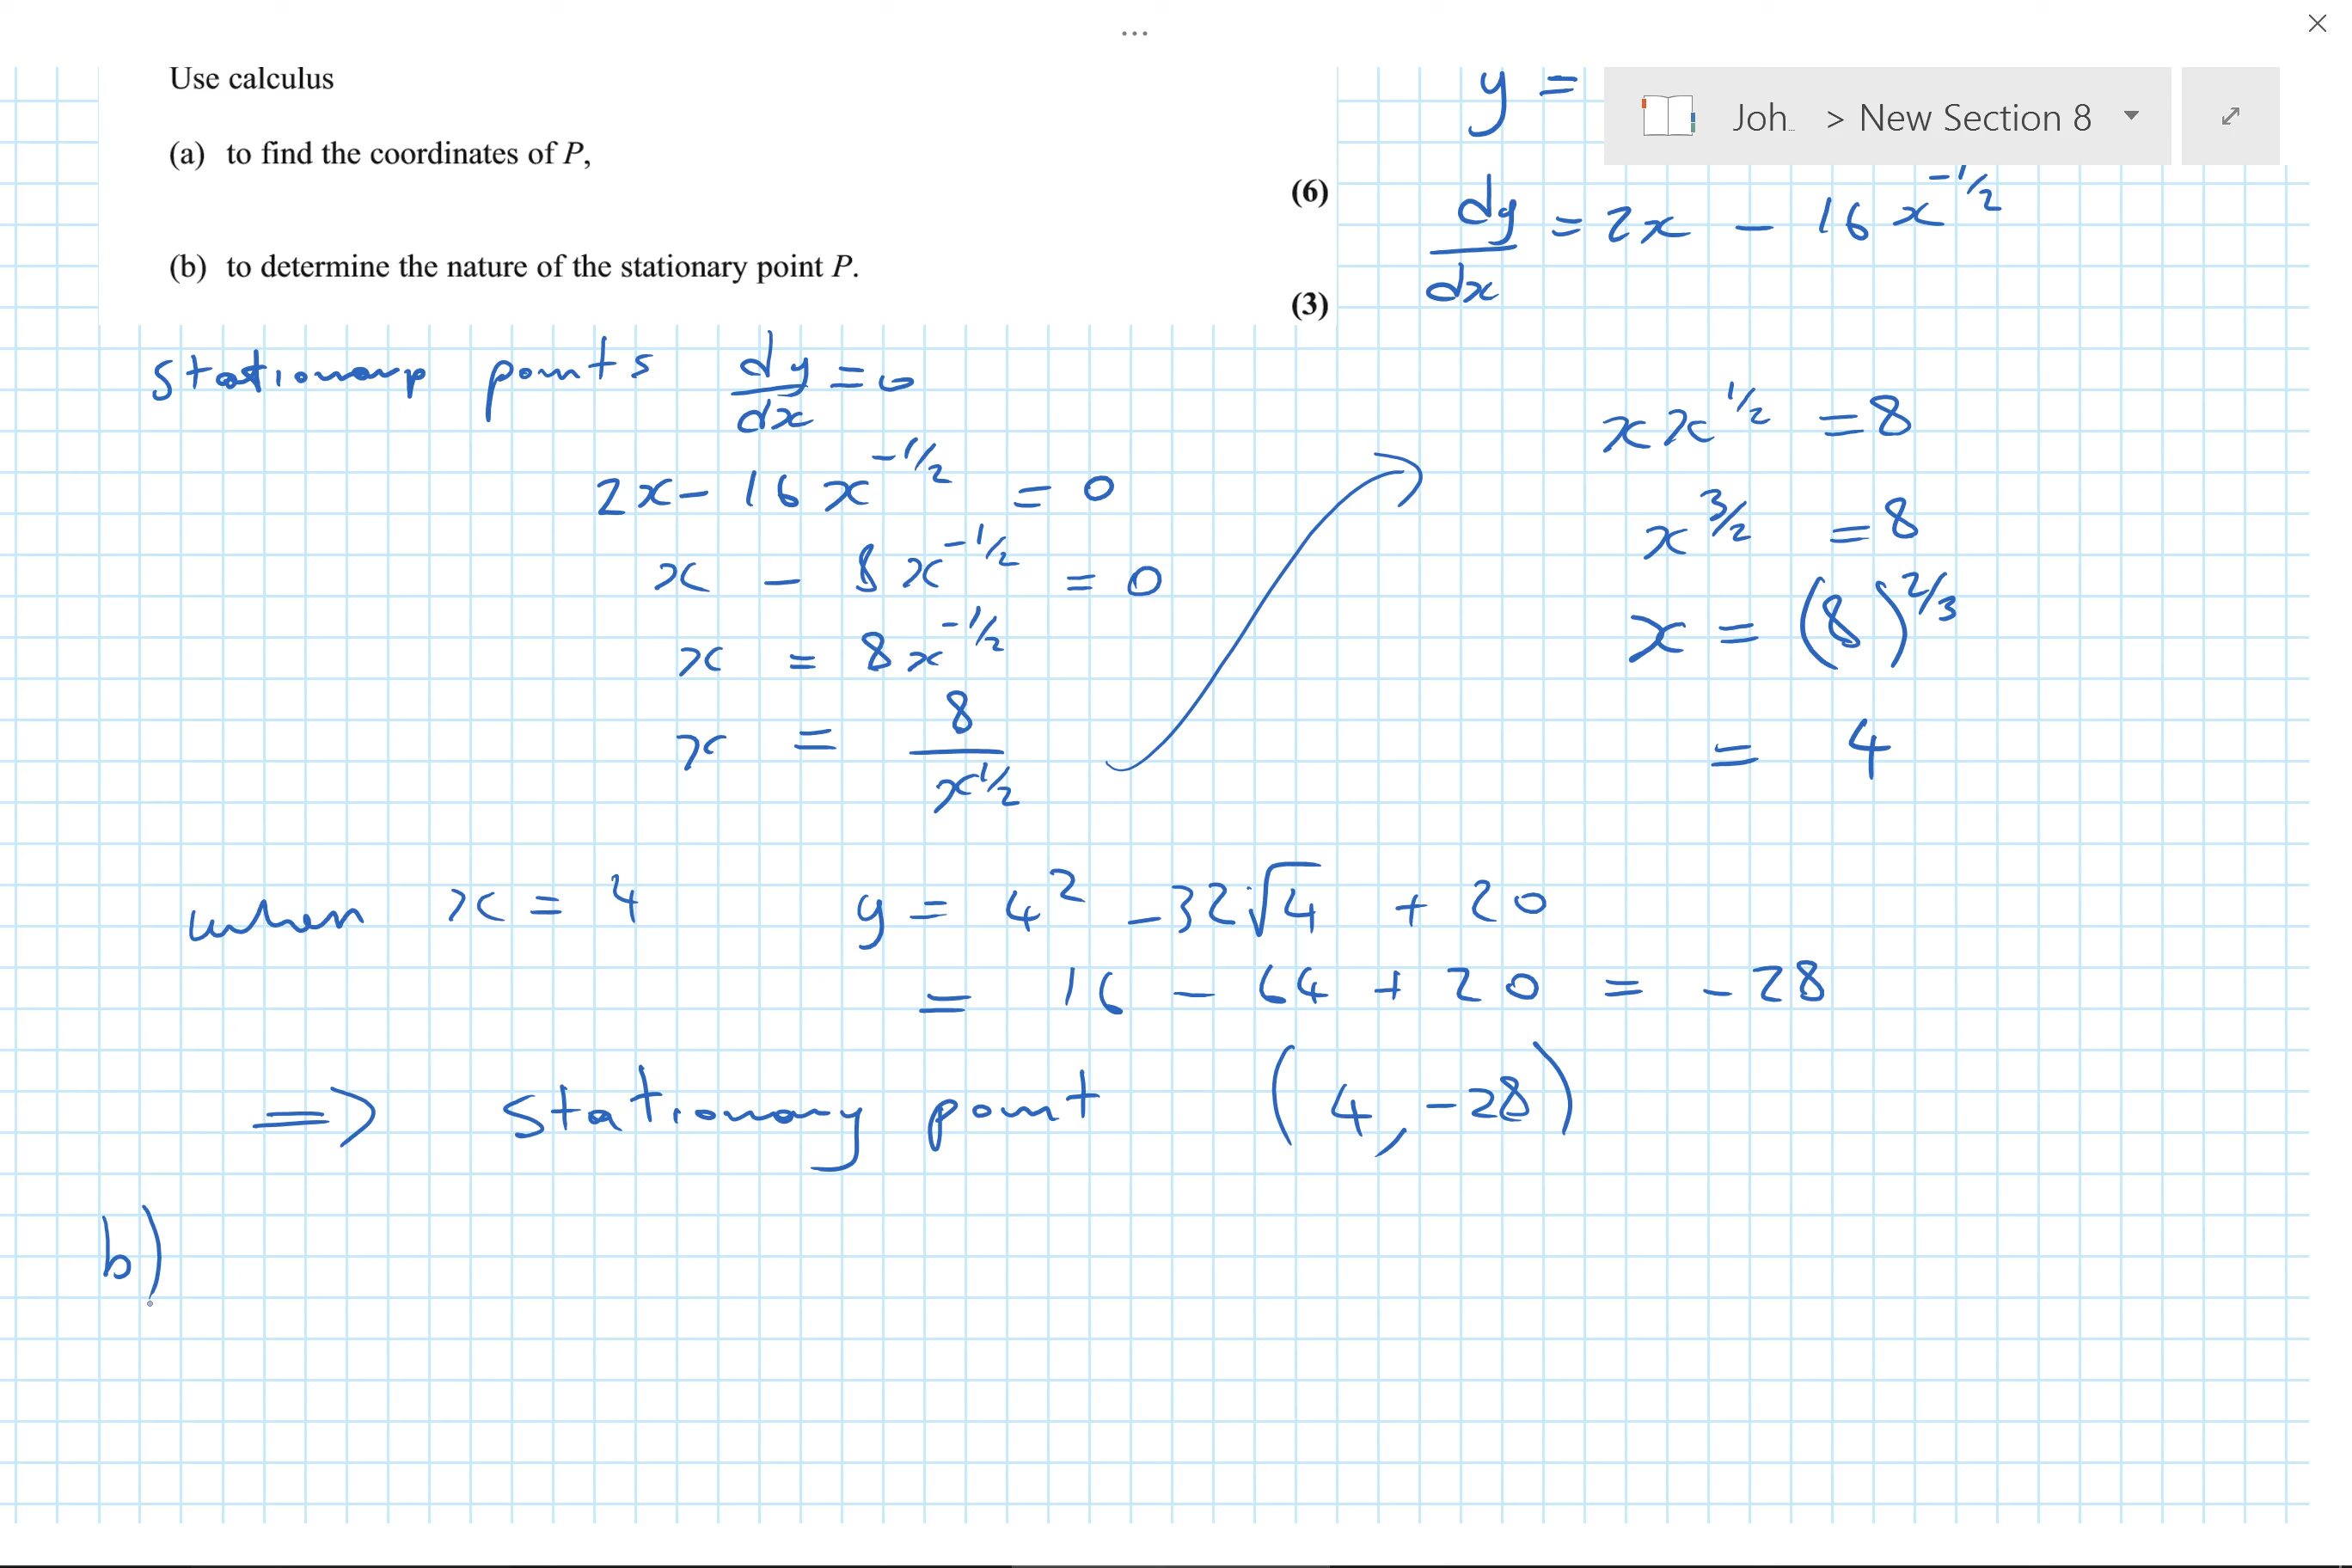 Use calculus
(a) to find the coordinates of P,
(6)
(b) to determine the nature of the stationary point P.
(3)
y =
Joh... > New Section 8
dy/dx = 2x - 16x^{-1/2}
stationary points dy/dx = 0
2x - 16x^{-1/2} = 0
x - 8x^{-1/2} = 0
x = 8x^{-1/2}
x = 8/x^{1/2}
x x^{1/2} = 8
x^{3/2} = 8
x = (8)^{2/3}
= 4
when x = 4 y = 4^2 - 32√4 + 20
= 16 - 64 + 20 = -28
⇒ stationary point (4, -28)
b)